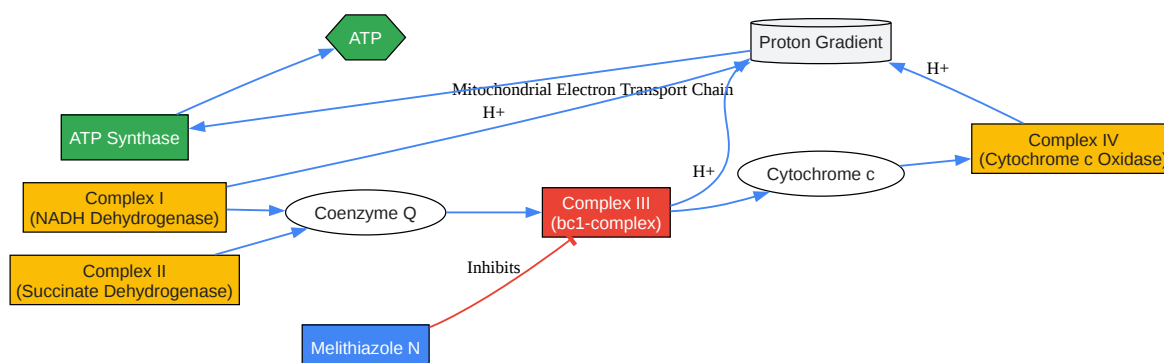 ATP
Proton Gradient
H+
Mitochondrial Electron Transport Chain
H+
ATP Synthase
Complex IV
(Cytochrome c Oxidase)
H+
Cytochrome c
Complex I
(NADH Dehydrogenase)
Coenzyme Q
Complex III
(bc1-complex)
Complex II
(Succinate Dehydrogenase)
Inhibits
Melithiazole N